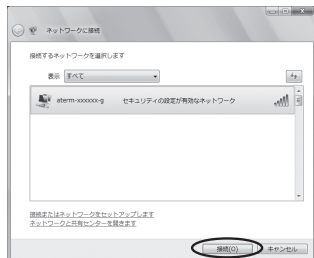 ネットワークに接続
接続するネットワークを選択します
表示 すべて
aterm-xxxxxx-g セキュリティの設定が有効なネットワーク
接続またはネットワークをセットアップします
ネットワークと共有センターを開きます
接続(O) キャンセル